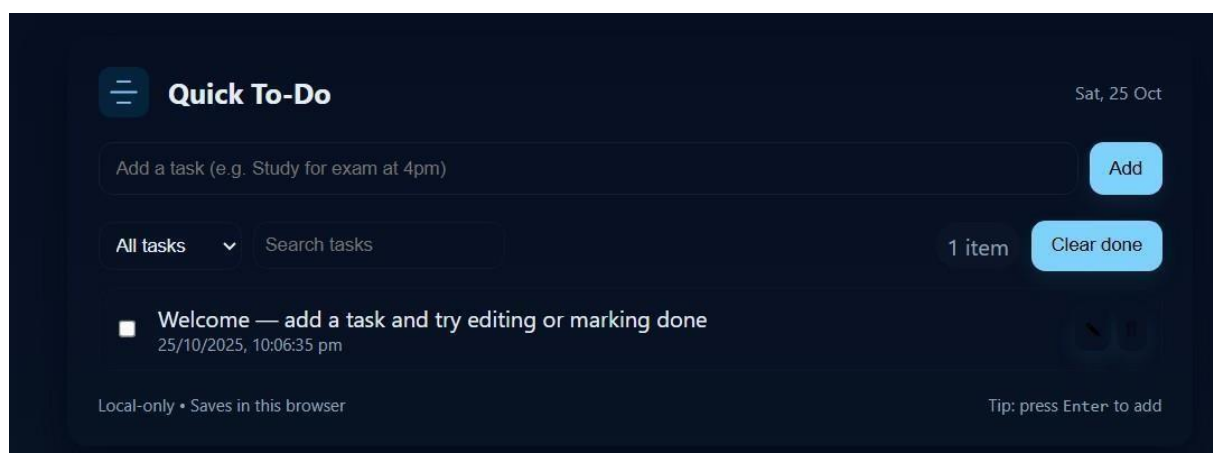 Quick To-Do
Sat, 25 Oct
Add a task (e.g. Study for exam at 4pm)
Add
All tasks
Search tasks
1 item
Clear done
Welcome — add a task and try editing or marking done
25/10/2025, 10:06:35 pm
Local-only • Saves in this browser
Tip: press Enter to add